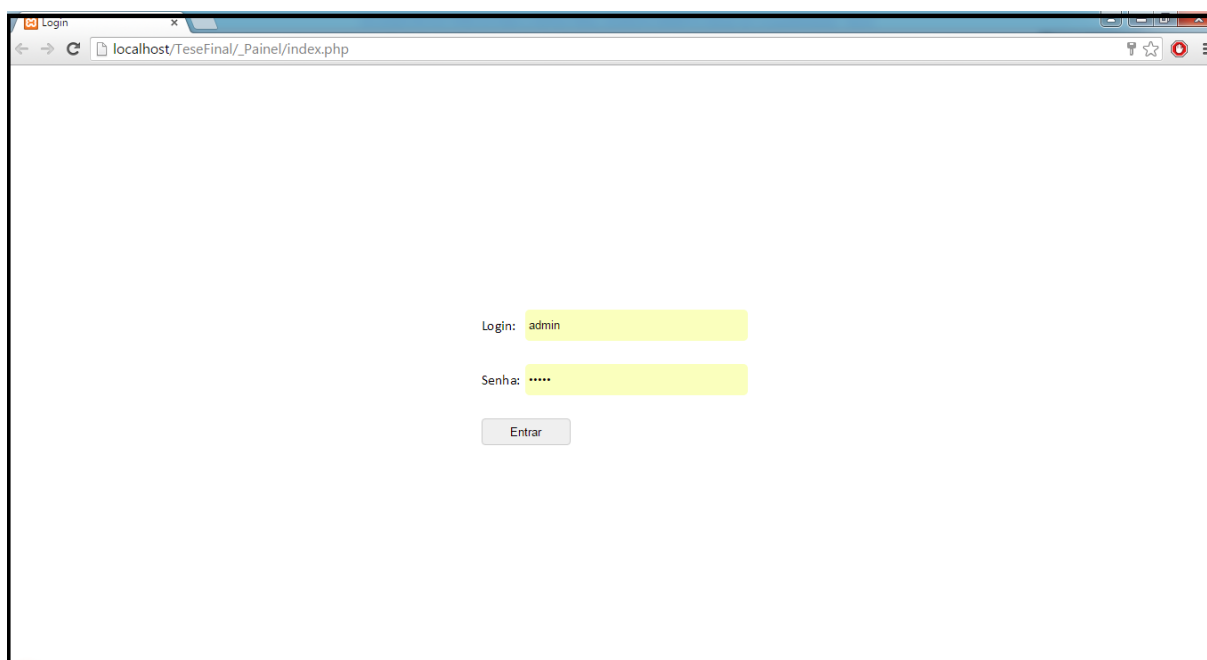 Login
localhost/TeseFinal/_Painel/index.php
Login: admin
Senha: •••••
Entrar